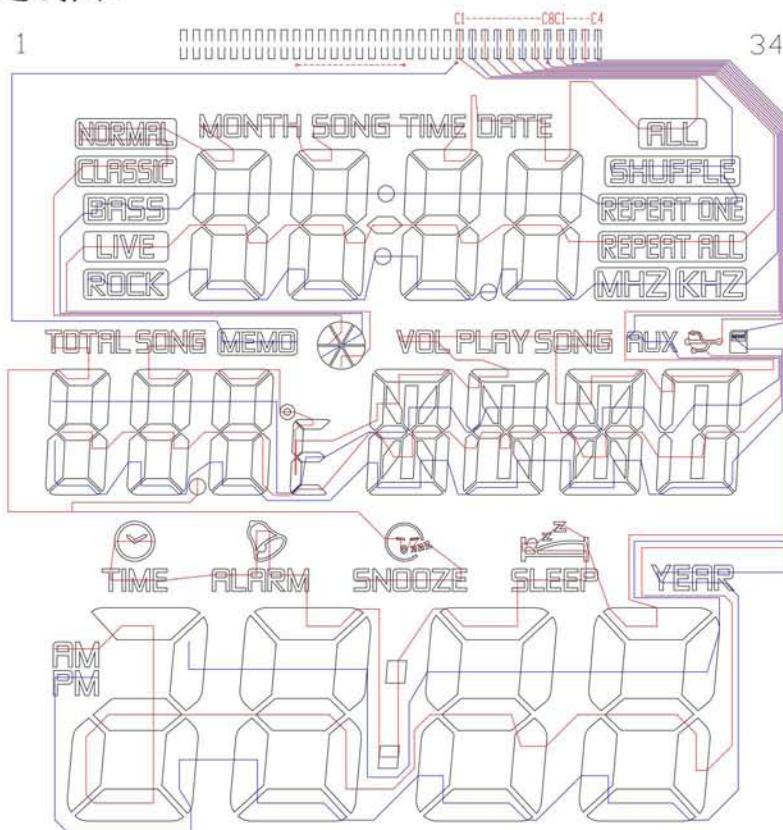 C1 C8C1 C4
1 34
MONTH SONG TIME DATE
NORMAL ALL
CLASSIC SHUFFLE
BASS REPEAT ONE
LIVE REPEAT ALL
ROCK MHZ KHZ
TOTAL SONG MEMO VOL PLAY SONG AUX
TIME ALARM SNOOZE SLEEP YEAR
AM
PM